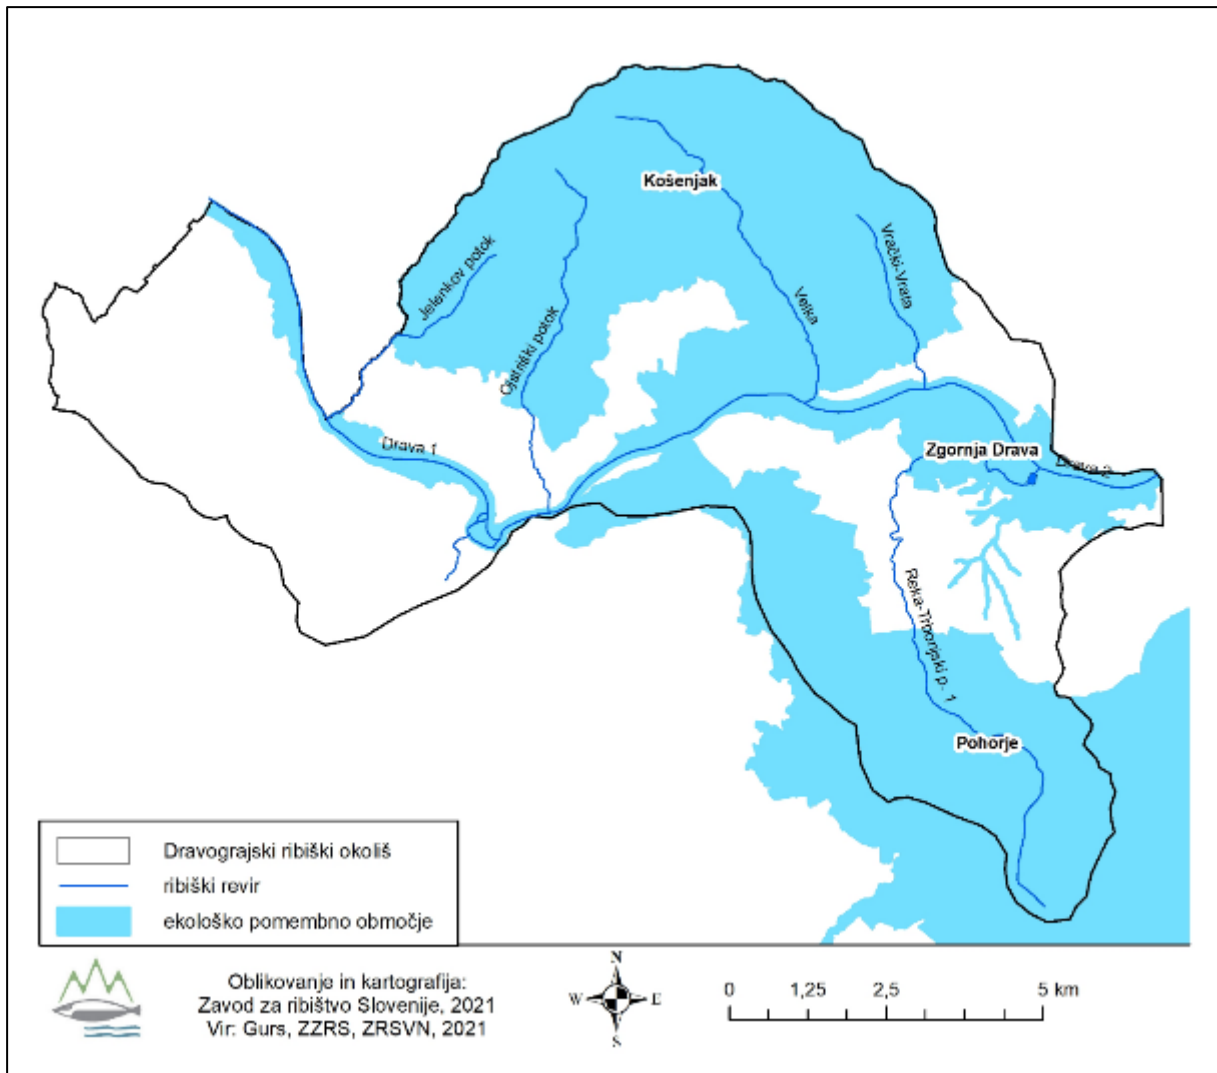 Košenjak
Jelenkov potok
Vrački-Vrata
Velka
Ojstriški potok
Drava 1
Zgornja Drava
Drava 2
Reka-Trbonjski p. 1
Pohorje
Dravograjski ribiški okoliš
ribiški revir
ekološko pomembno območje
Oblikovanje in kartografija:
Zavod za ribištvo Slovenije, 2021
Vir: Gurs, ZZRS, ZRSVN, 2021
N
W E
S
0 1,25 2,5 5 km